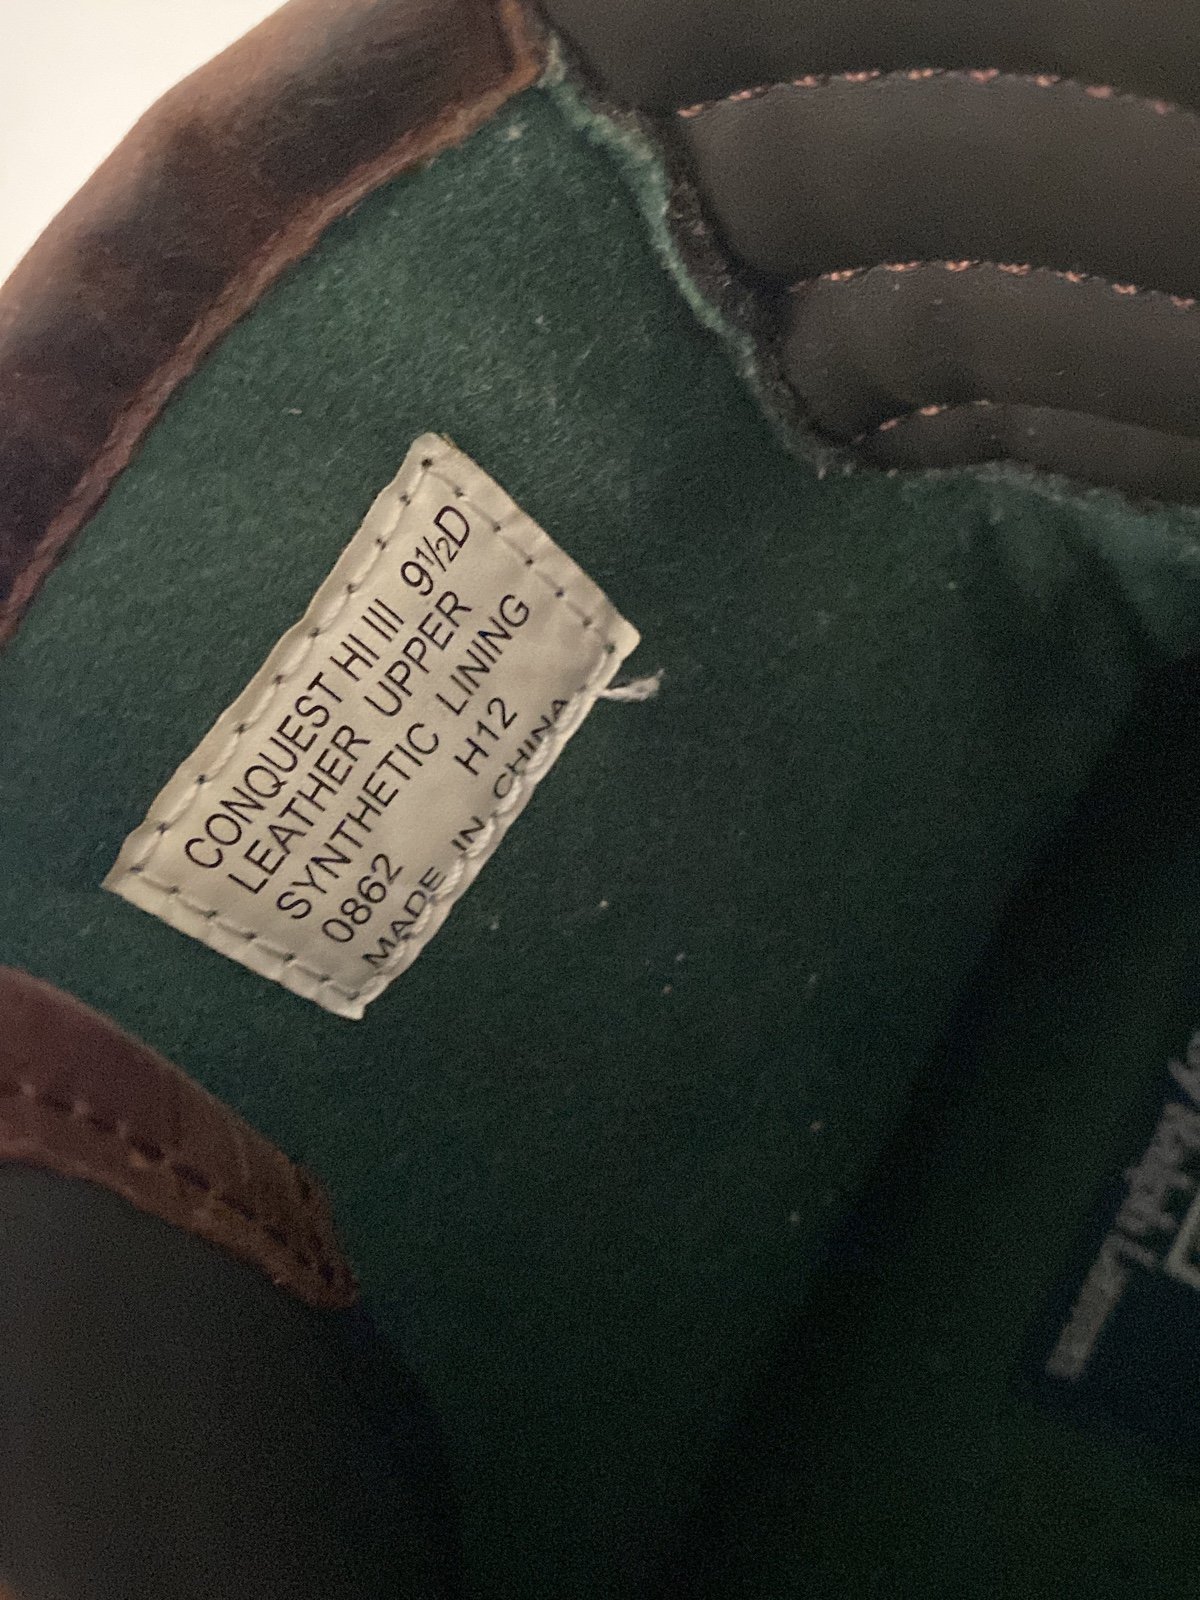 CONQUEST HI III 9½D
LEATHER UPPER
SYNTHETIC LINING
0862 H12
MADE IN CHINA